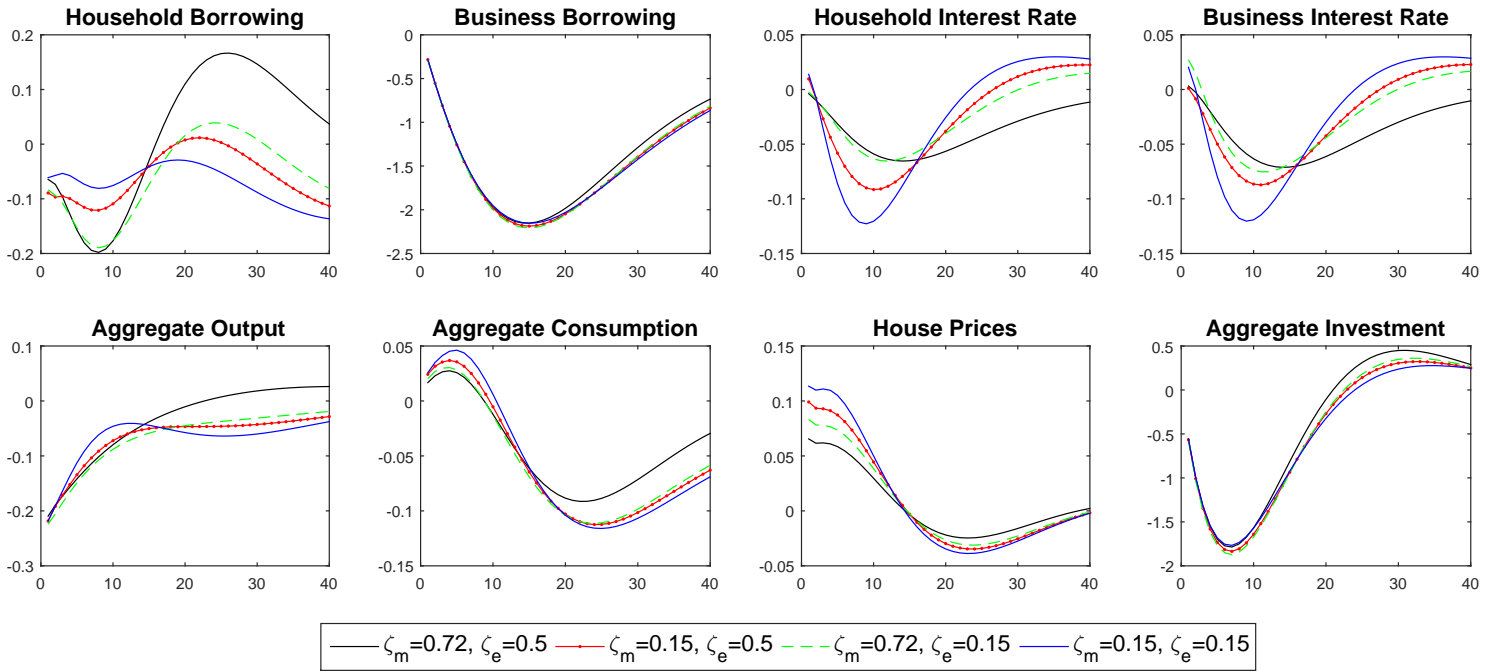 Household Borrowing
Business Borrowing
Household Interest Rate
Business Interest Rate
0.2
0.1
0
-0.1
-0.2
0 10 20 30 40
0
-0.5
-1.0
-1.5
-2.0
-2.5
0 10 20 30 40
0.05
0
-0.05
-0.1
-0.15
0 10 20 30 40
0.05
0
-0.05
-0.1
-0.15
0 10 20 30 40
Aggregate Output
Aggregate Consumption
House Prices
Aggregate Investment
0.1
0
-0.1
-0.2
-0.3
0 10 20 30 40
0.05
0
-0.05
-0.1
-0.15
0 10 20 30 40
0.15
0.1
0.05
0
-0.05
0 10 20 30 40
0.5
0
-0.5
-1.0
-1.5
-2
0 10 20 30 40
ζm=0.72, ζe=0.5 ζm=0.15, ζe=0.5 ζm=0.72, ζe=0.15 ζm=0.15, ζe=0.15